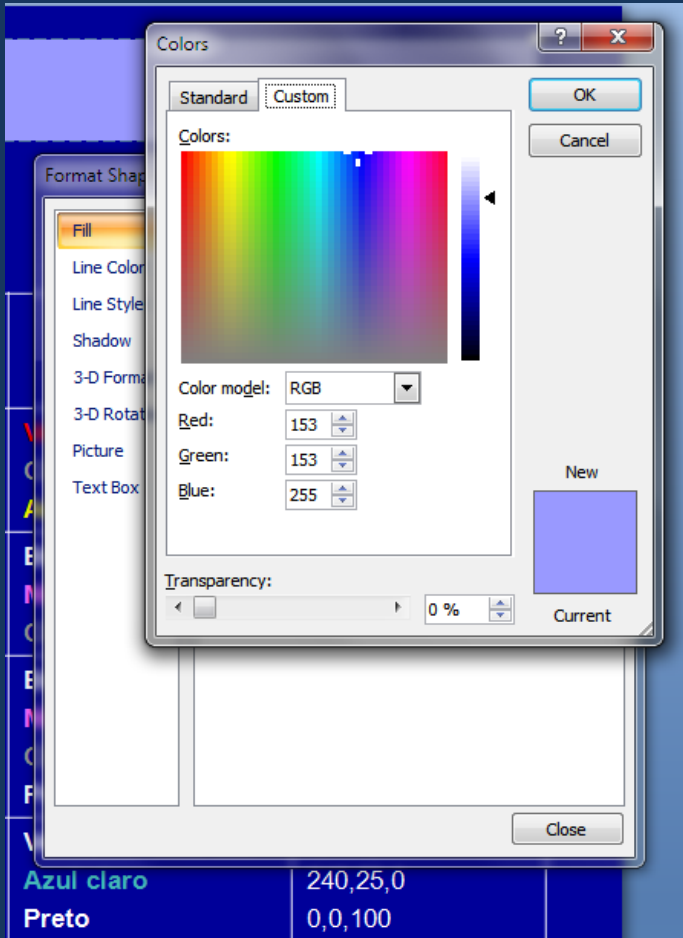 Colors
Standard
Custom
OK
Cancel
Colors:
Format Shap
Fill
Line Color
Line Style
Shadow
3-D Forma
3-D Rotat
Picture
Text Box
Color model:
RGB
Red:
153
Green:
153
Blue:
255
New
Transparency:
0 %
Current
Close
Azul claro
240,25,0
Preto
0,0,100